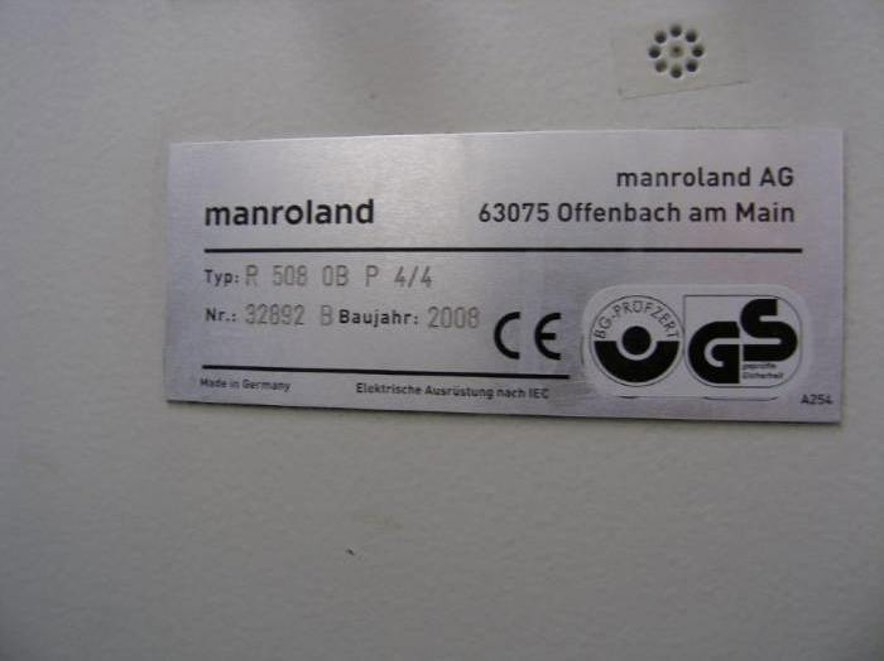 manroland AG
manroland
63075 Offenbach am Main
Typ: R 508 0B P 4/4
Nr.: 32892 B Baujahr: 2008
CE
BG-PRÜFZERT
GS
geprüfte
Sicherheit
Made in Germany
Elektrische Ausrüstung nach IEC
A254